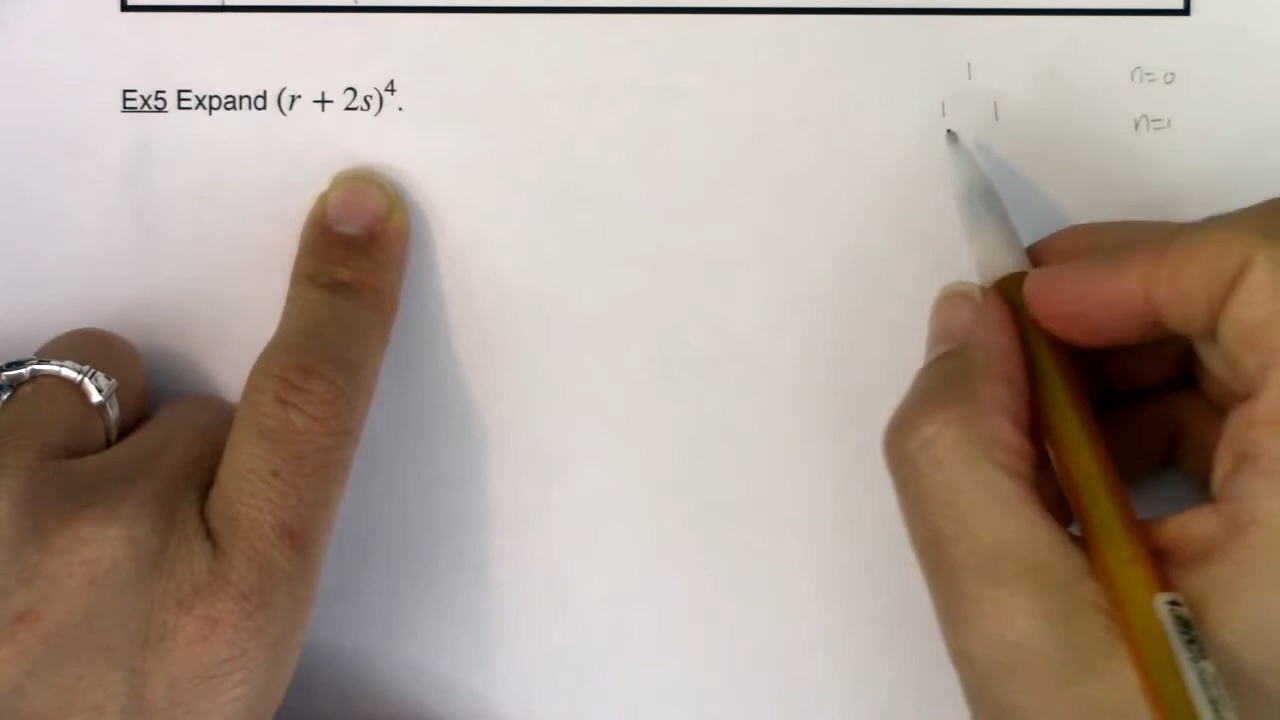 Ex5 Expand (r + 2s)⁴.
1 n=0
1 1 n=1